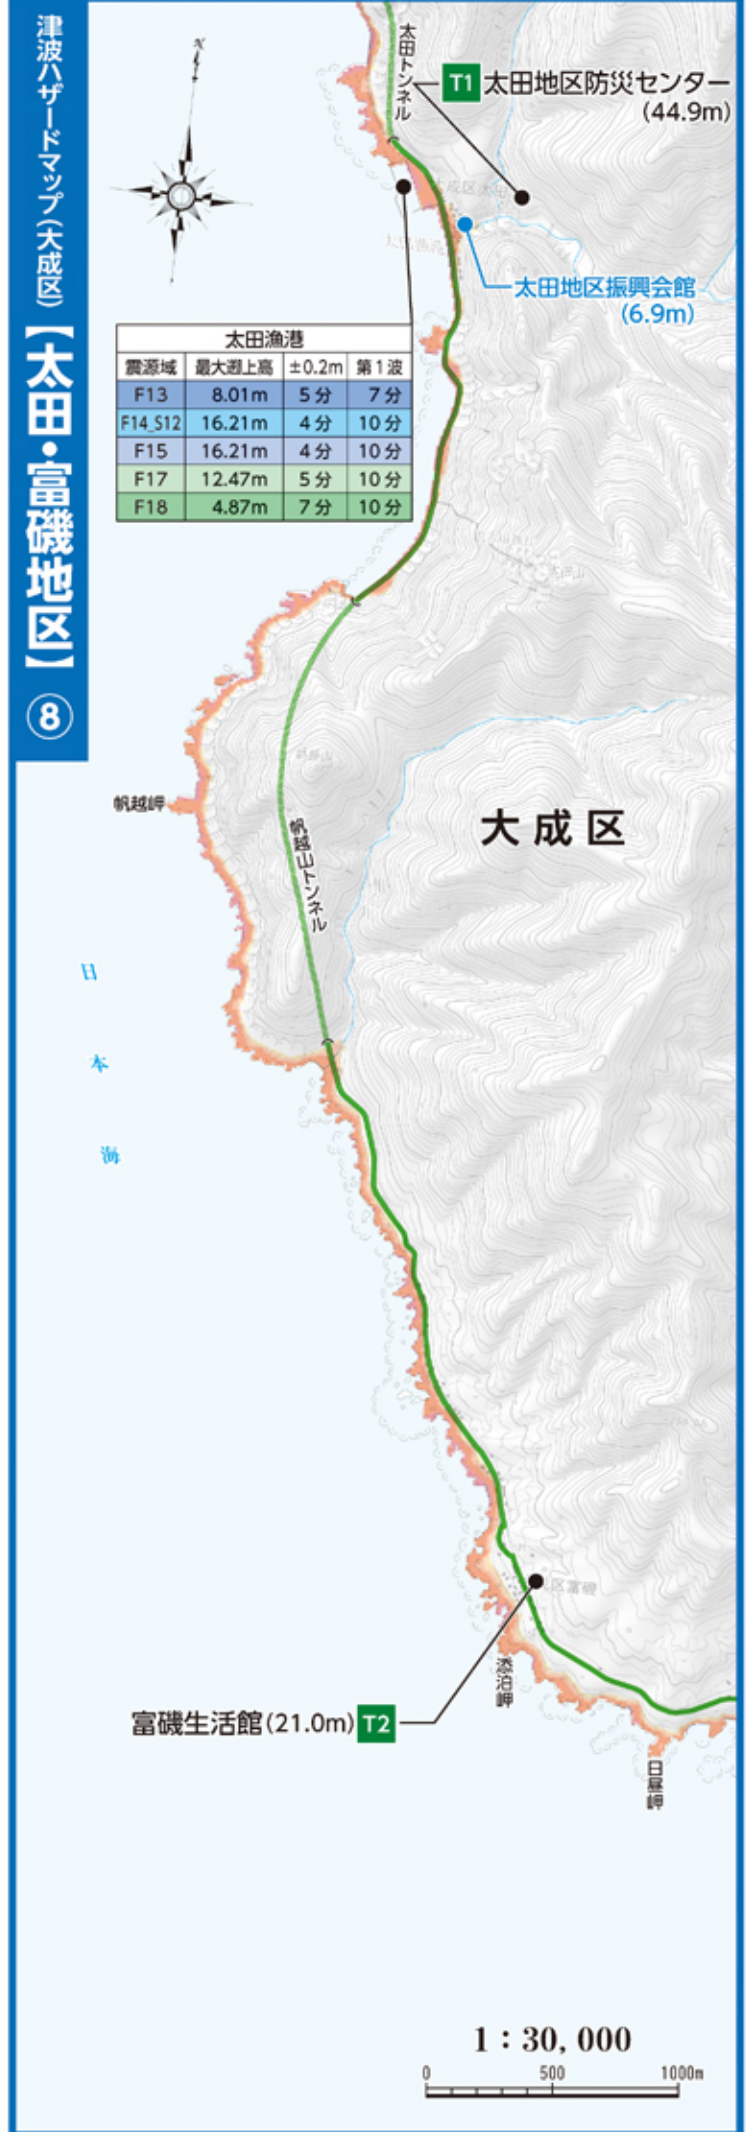 津波ハザードマップ(大成区)
【太田・富磯地区】⑧
N
太田トンネル
T1 太田地区防災センター
(44.9m)
太田地区振興会館
(6.9m)
太田漁港
震源域 最大遡上高 ±0.2m 第1波
F13 8.01m 5分 7分
F14_S12 16.21m 4分 10分
F15 16.21m 4分 10分
F17 12.47m 5分 10分
F18 4.87m 7分 10分
帆越岬
帆越山トンネル
大成区
日本海
区富磯
添泊岬
富磯生活館(21.0m) T2
日昼岬
1：30,000
0 500 1000m